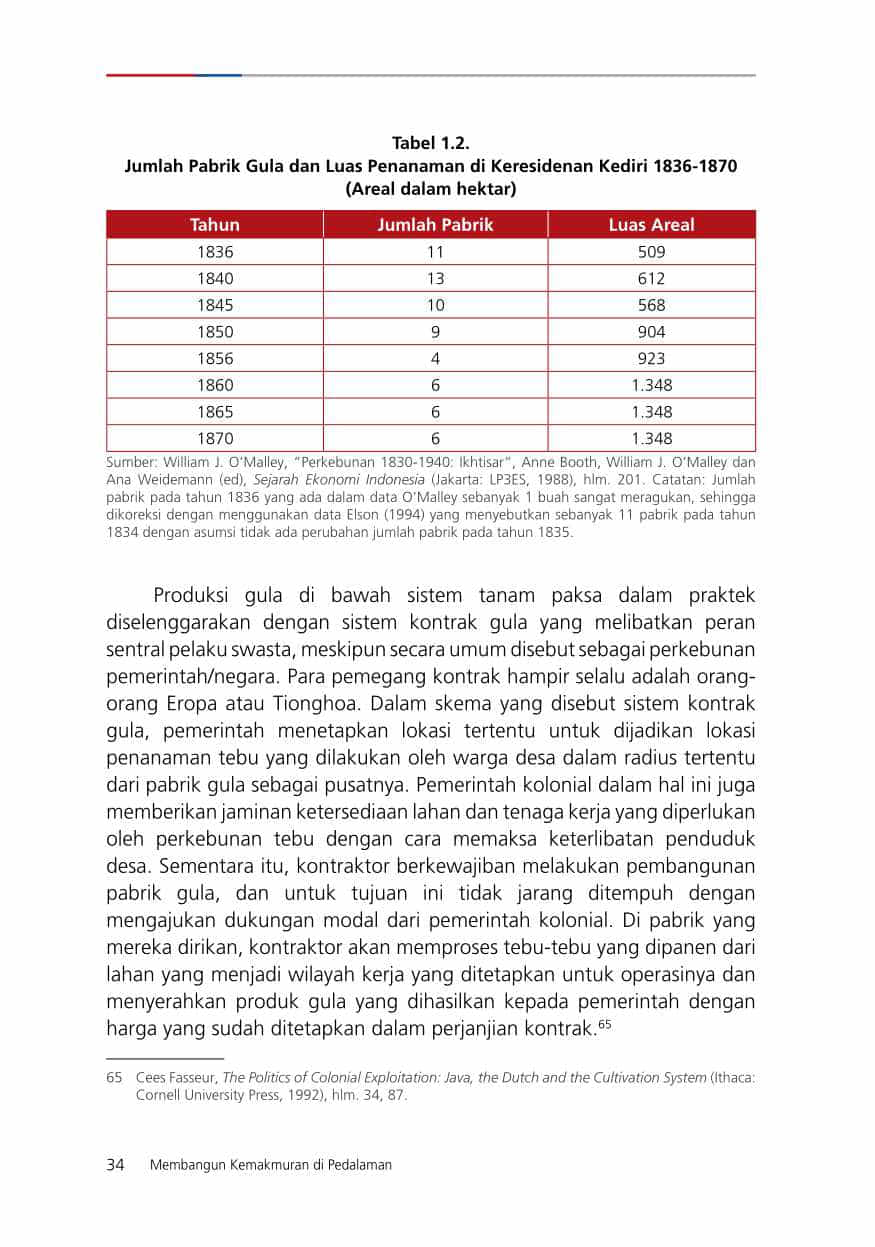 Tabel 1.2.
Jumlah Pabrik Gula dan Luas Penanaman di Keresidenan Kediri 1836-1870
(Areal dalam hektar)
Tahun Jumlah Pabrik Luas Areal
1836 11 509
1840 13 612
1845 10 568
1850 9 904
1856 4 923
1860 6 1.348
1865 6 1.348
1870 6 1.348
Sumber: William J. O’Malley, “Perkebunan 1830-1940: Ikhtisar”, Anne Booth, William J. O’Malley dan
Ana Weidemann (ed), Sejarah Ekonomi Indonesia (Jakarta: LP3ES, 1988), hlm. 201. Catatan: Jumlah
pabrik pada tahun 1836 yang ada dalam data O’Malley sebanyak 1 buah sangat meragukan, sehingga
dikoreksi dengan menggunakan data Elson (1994) yang menyebutkan sebanyak 11 pabrik pada tahun
1834 dengan asumsi tidak ada perubahan jumlah pabrik pada tahun 1835.
Produksi gula di bawah sistem tanam paksa dalam praktek
diselenggarakan dengan sistem kontrak gula yang melibatkan peran
sentral pelaku swasta, meskipun secara umum disebut sebagai perkebunan
pemerintah/negara. Para pemegang kontrak hampir selalu adalah orang-
orang Eropa atau Tionghoa. Dalam skema yang disebut sistem kontrak
gula, pemerintah menetapkan lokasi tertentu untuk dijadikan lokasi
penanaman tebu yang dilakukan oleh warga desa dalam radius tertentu
dari pabrik gula sebagai pusatnya. Pemerintah kolonial dalam hal ini juga
memberikan jaminan ketersediaan lahan dan tenaga kerja yang diperlukan
oleh perkebunan tebu dengan cara memaksa keterlibatan penduduk
desa. Sementara itu, kontraktor berkewajiban melakukan pembangunan
pabrik gula, dan untuk tujuan ini tidak jarang ditempuh dengan
mengajukan dukungan modal dari pemerintah kolonial. Di pabrik yang
mereka dirikan, kontraktor akan memproses tebu-tebu yang dipanen dari
lahan yang menjadi wilayah kerja yang ditetapkan untuk operasinya dan
menyerahkan produk gula yang dihasilkan kepada pemerintah dengan
harga yang sudah ditetapkan dalam perjanjian kontrak.65
65 Cees Fasseur, The Politics of Colonial Exploitation: Java, the Dutch and the Cultivation System (Ithaca:
Cornell University Press, 1992), hlm. 34, 87.
34 Membangun Kemakmuran di Pedalaman